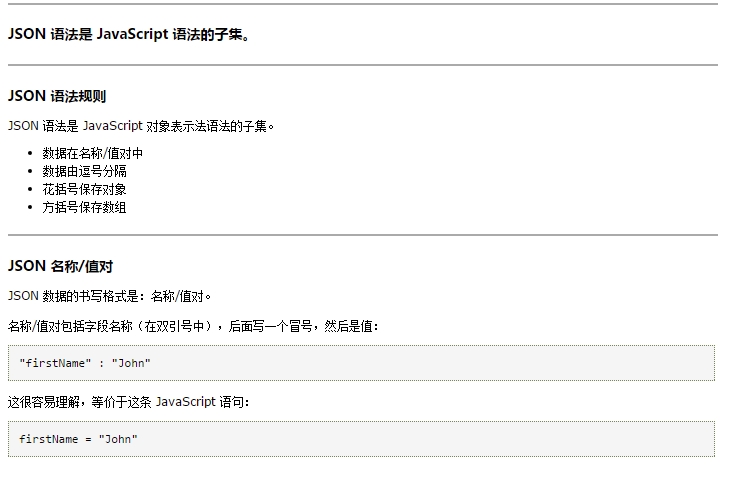 JSON 语法是 JavaScript 语法的子集。
JSON 语法规则
JSON 语法是 JavaScript 对象表示法语法的子集。
• 数据在名称/值对中
• 数据由逗号分隔
• 花括号保存对象
• 方括号保存数组
JSON 名称/值对
JSON 数据的书写格式是：名称/值对。
名称/值对包括字段名称（在双引号中），后面写一个冒号，然后是值：
"firstName" : "John"
这很容易理解，等价于这条 JavaScript 语句：
firstName = "John"